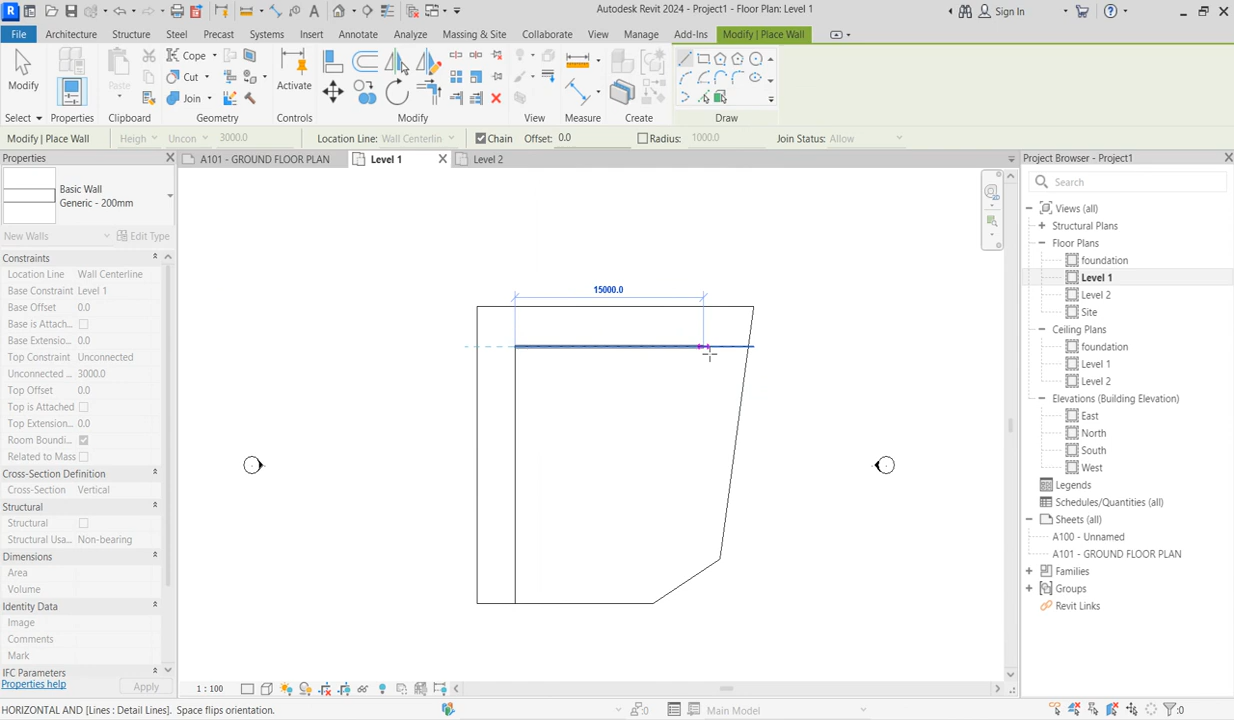 Autodesk Revit 2024 - Project1 - Floor Plan: Level 1
Sign In
File Architecture Structure Steel Precast Systems Insert Annotate Analyze Massing & Site Collaborate View Manage Add-Ins Modify | Place Wall
Modify
Paste
Cope
Cut
Join
Activate
Select Properties Clipboard Geometry Controls Modify View Measure Create Draw
Modify | Place Wall Heigh Uncon 3000.0 Location Line: Wall Centerlin Chain Offset: 0.0 Radius: 1000.0 Join Status: Allow
Properties
A101 - GROUND FLOOR PLAN Level 1 Level 2
Basic Wall
Generic - 200mm
New Walls Edit Type
Constraints
Location Line Wall Centerline
Base Constraint Level 1
Base Offset 0.0
Base is Attach...
Base Extensio... 0.0
Top Constraint Unconnected
Unconnected ... 3000.0
Top Offset 0.0
Top is Attached
Top Extension... 0.0
Room Boundi...
Related to Mass
Cross-Section Definition
Cross-Section Vertical
Structural
Structural
Structural Usa... Non-bearing
Dimensions
Area
Volume
Identity Data
Image
Comments
Mark
IFC Parameters
Properties help Apply
15000.0
1 : 100
Project Browser - Project1
Search
Views (all)
Structural Plans
Floor Plans
foundation
Level 1
Level 2
Site
Ceiling Plans
foundation
Level 1
Level 2
Elevations (Building Elevation)
East
North
South
West
Legends
Schedules/Quantities (all)
Sheets (all)
A100 - Unnamed
A101 - GROUND FLOOR PLAN
Families
Groups
Revit Links
HORIZONTAL AND [Lines : Detail Lines]. Space flips orientation. :0 Main Model :0